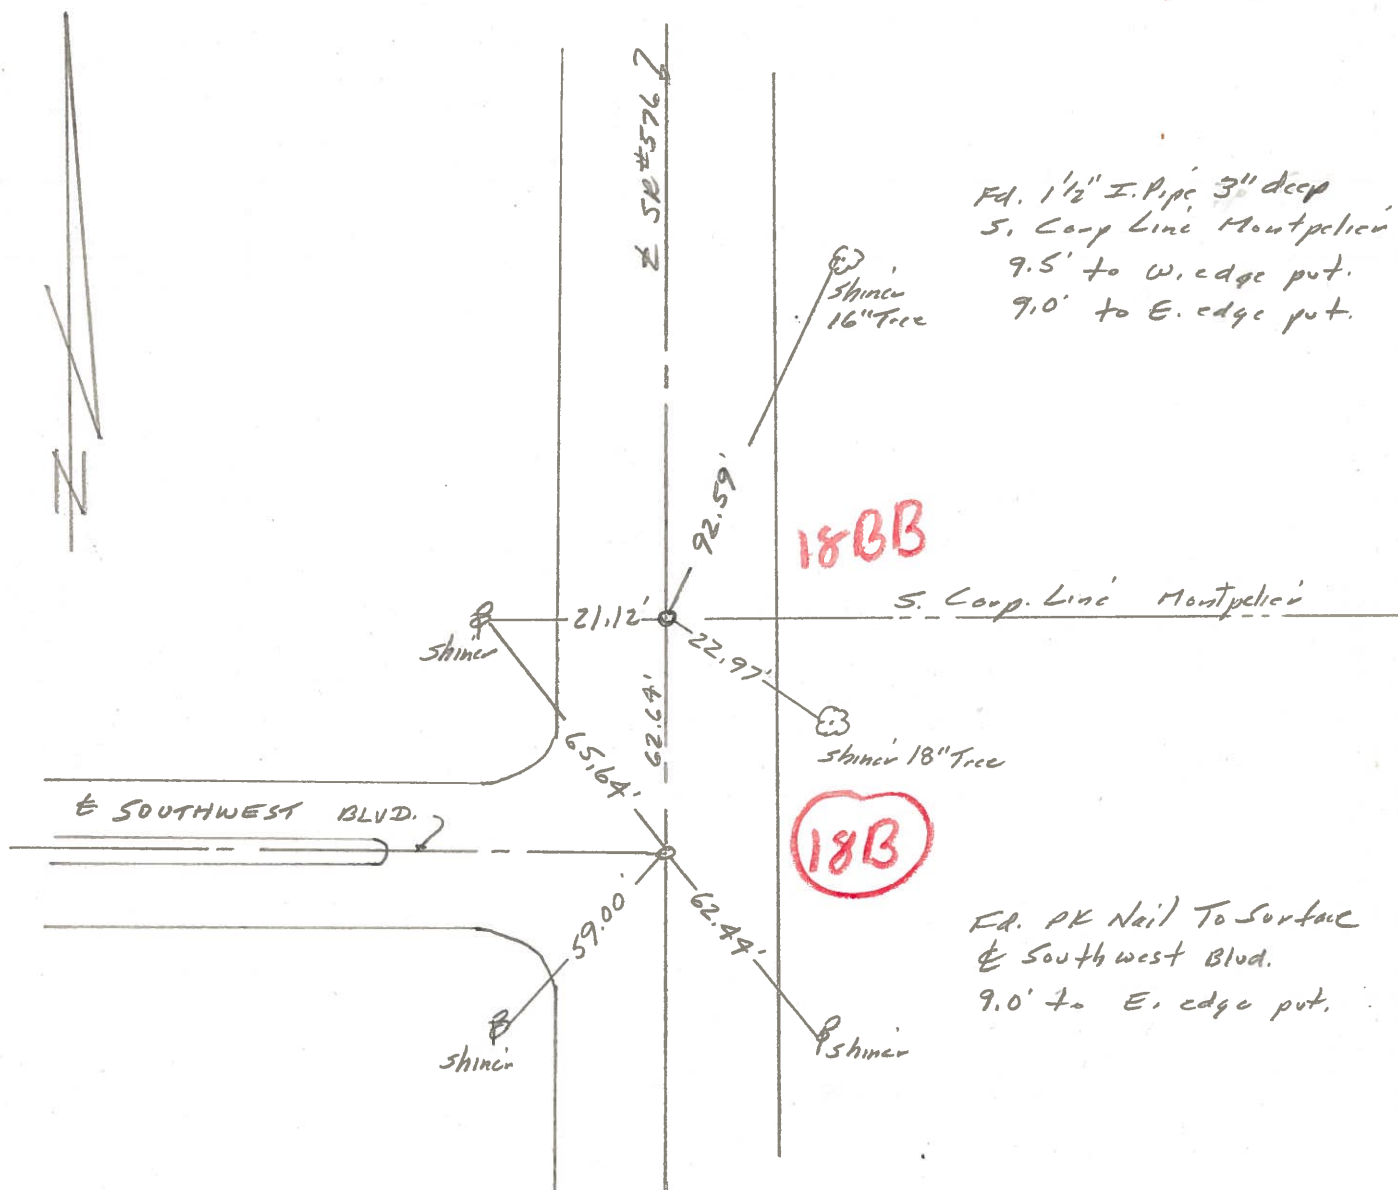 ℄ SR #576
Fd. 1 1/2" I. Pipe 3" deep
S. Corp Line Montpelier
9.5' to W. edge pvt.
9.0' to E. edge pvt.
shiner
16" Tree
N
92.59'
18BB
S. Corp. Line Montpelier
21.12'
shiner
22.97'
62.64'
65.64'
shiner 18" Tree
℄ SOUTHWEST BLVD.
18B
59.00'
62.44'
Fd. PK Nail To Surface
℄ Southwest Blvd.
9.0' to E. edge pvt.
shiner
shiner